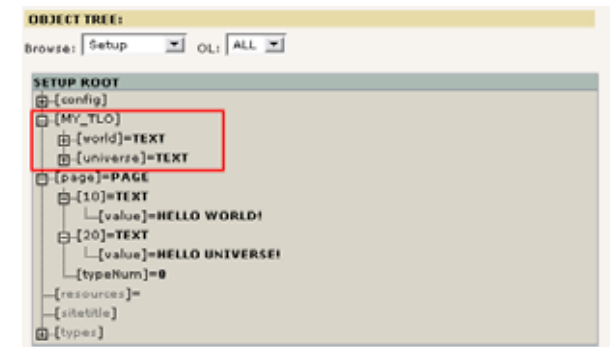 OBJECT TREE:
Browse: Setup OL: ALL
SETUP ROOT
[config]
[MY_TLO]
[world]=TEXT
[universe]=TEXT
[page]=PAGE
[10]=TEXT
[value]=HELLO WORLD!
[20]=TEXT
[value]=HELLO UNIVERSE!
[typeNum]=0
[resources]=
[sitetitle]
[types]